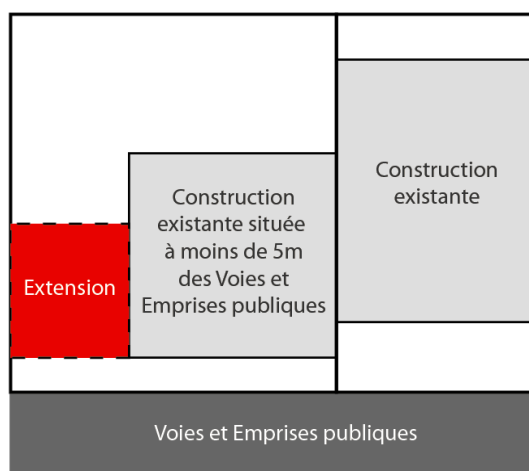 Construction
existante
Construction
existante située
à moins de 5m
des Voies et
Emprises publiques
Extension
Voies et Emprises publiques